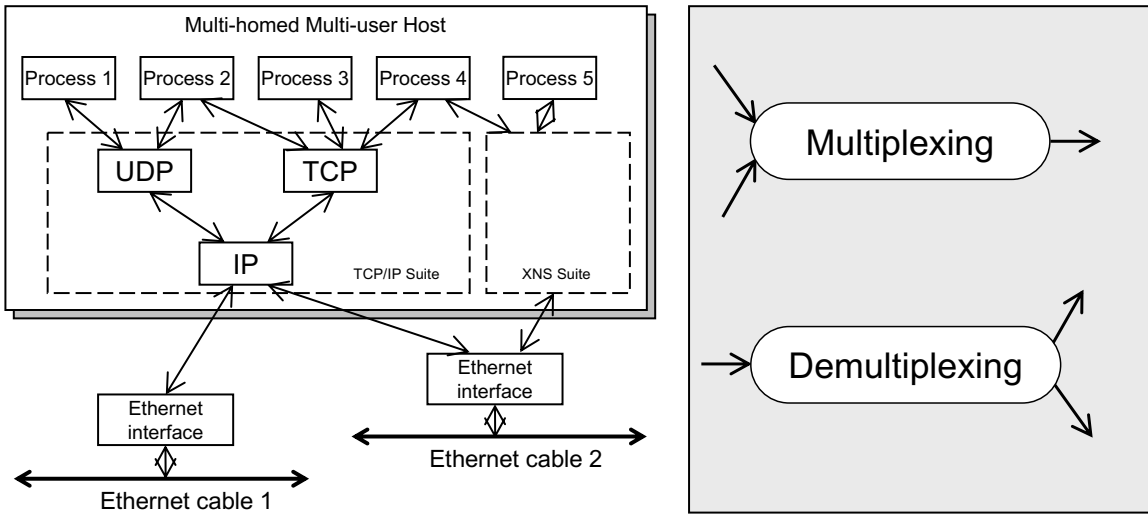 Multi-homed Multi-user Host
Process 1
Process 2
Process 3
Process 4
Process 5
UDP
TCP
IP
TCP/IP Suite
XNS Suite
Ethernet
interface
Ethernet cable 2
Ethernet
interface
Ethernet cable 1
Multiplexing
Demultiplexing